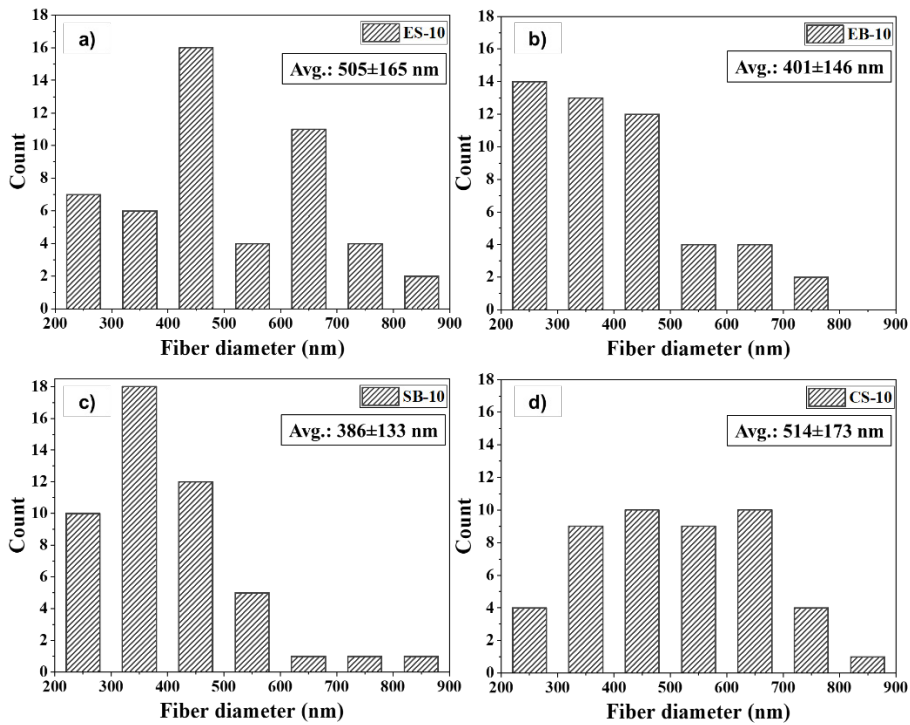 a)
ES-10
Avg.: 505±165 nm
18
16
14
12
10
8
6
4
2
0
Count
200 300 400 500 600 700 800 900
Fiber diameter (nm)
b)
EB-10
Avg.: 401±146 nm
18
16
14
12
10
8
6
4
2
0
Count
200 300 400 500 600 700 800 900
Fiber diameter (nm)
c)
SB-10
Avg.: 386±133 nm
18
16
14
12
10
8
6
4
2
0
Count
200 300 400 500 600 700 800 900
Fiber diameter (nm)
d)
CS-10
Avg.: 514±173 nm
18
16
14
12
10
8
6
4
2
0
Count
200 300 400 500 600 700 800 900
Fiber diameter (nm)